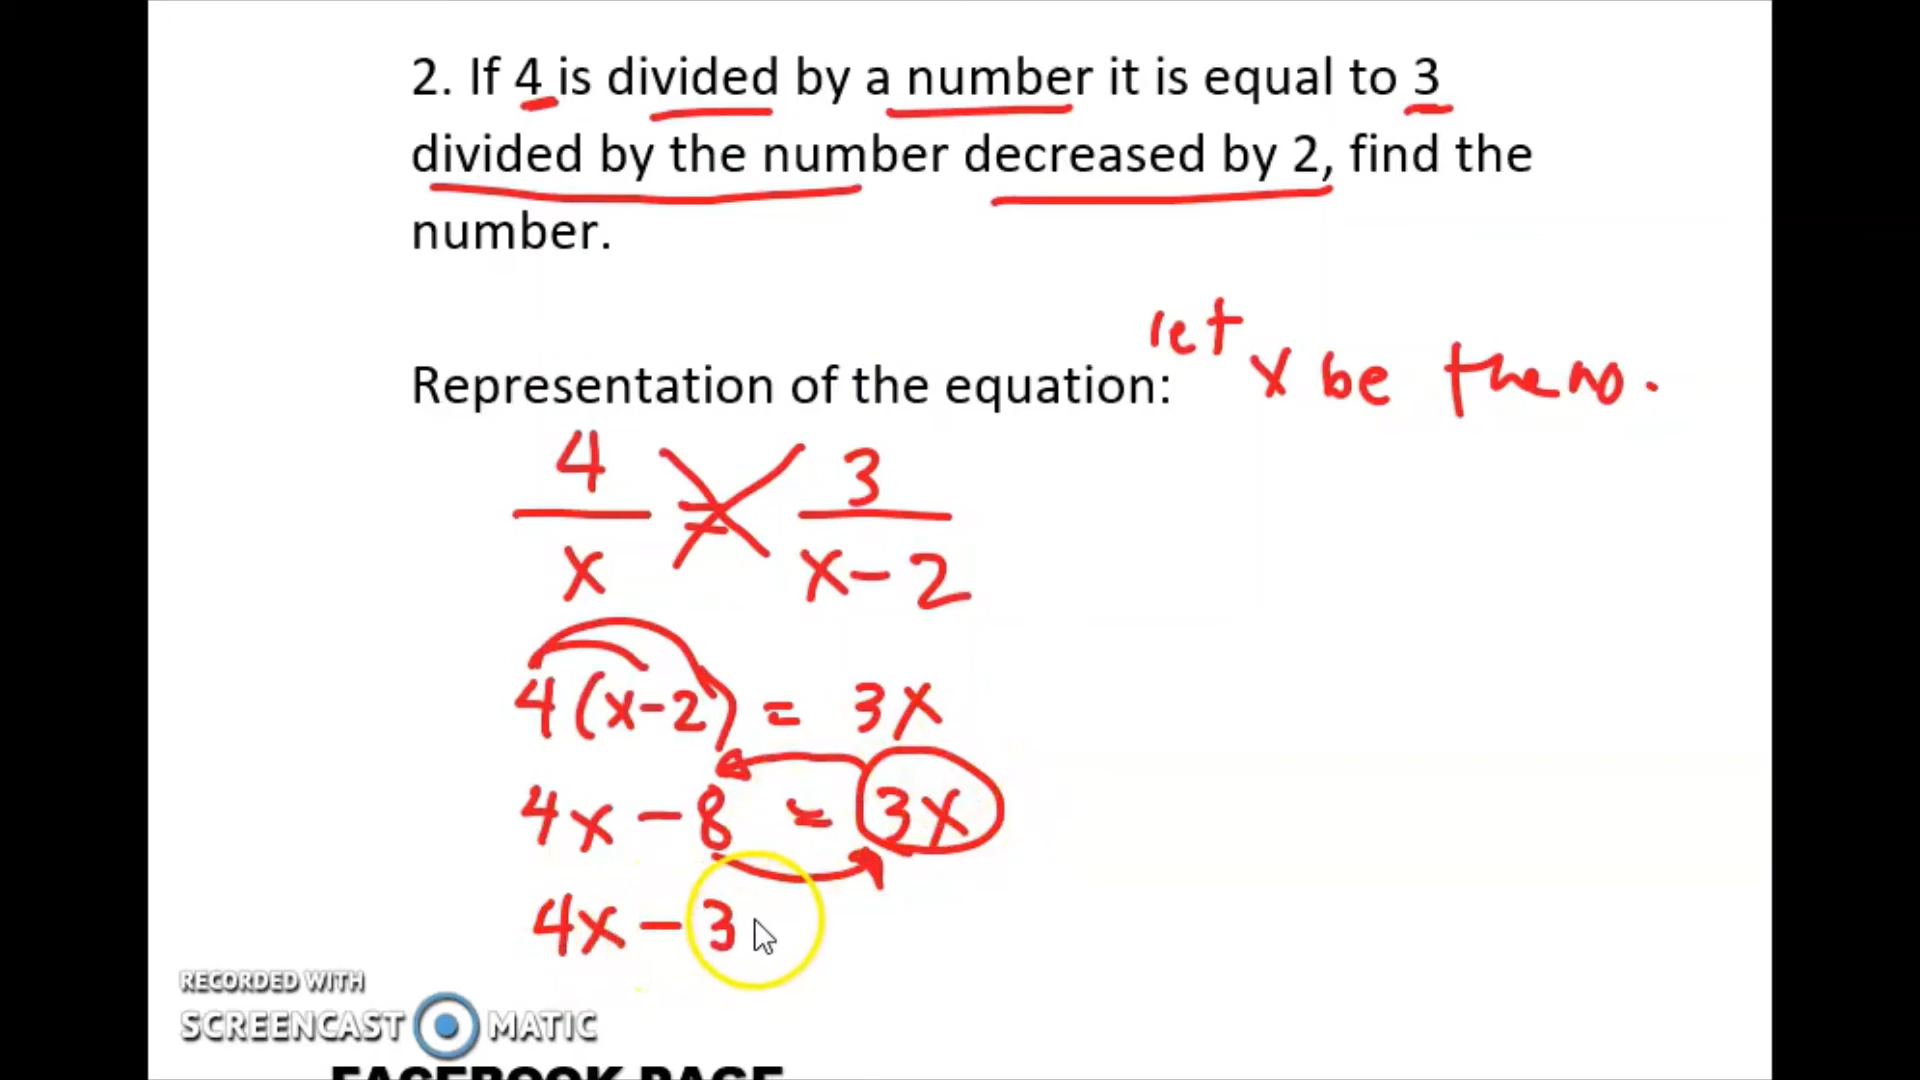 2. If 4 is divided by a number it is equal to 3
divided by the number decreased by 2, find the
number.
let
x be the no.
Representation of the equation:
4 = 3
x x-2
4(x-2) = 3x
4x - 8 = 3x
4x - 3
RECORDED WITH
SCREENCAST MATIC
FACEBOOK PAGE